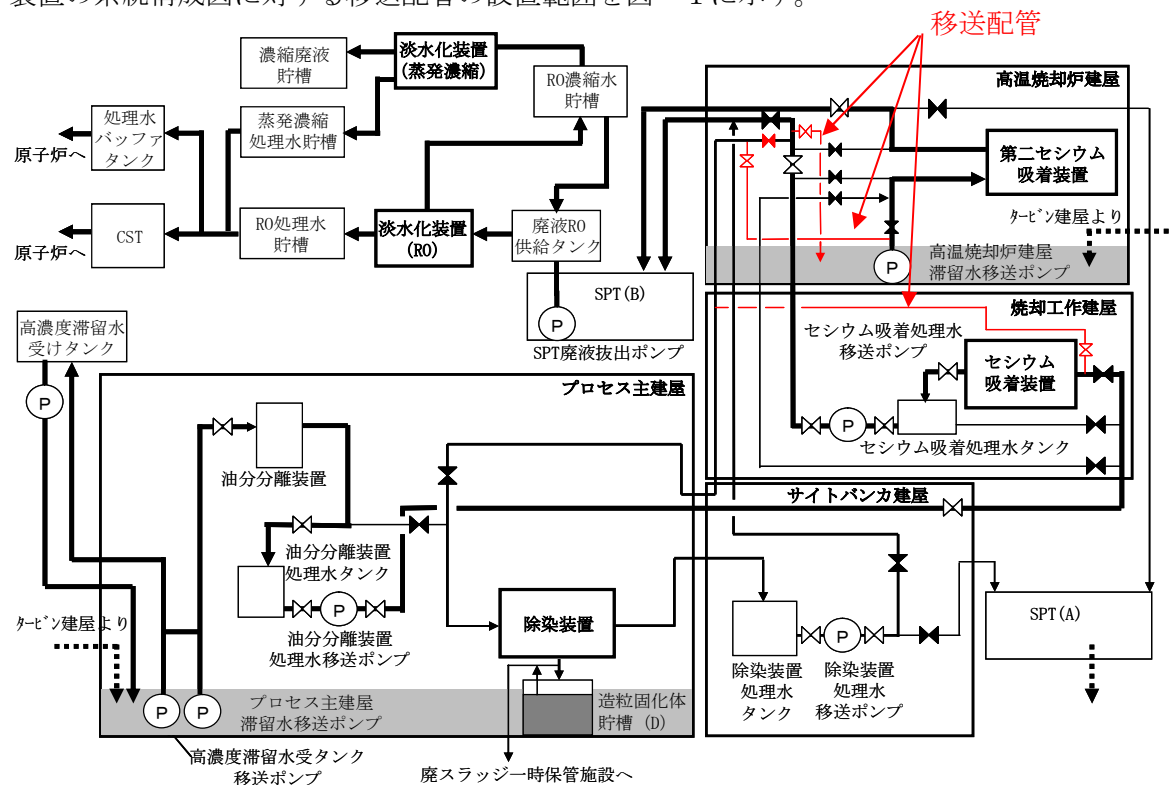 装置の系統構成図に対する移送配管の設置範囲を図－1に示す。
移送配管
濃縮廃液
貯槽
淡水化装置
(蒸発濃縮)
RO濃縮水
貯槽
高温焼却炉建屋
処理水
バッファ
タンク
蒸発濃縮
処理水貯槽
原子炉へ
第二セシウム
吸着装置
CST
RO処理水
貯槽
淡水化装置
(RO)
廃液RO
供給タンク
原子炉へ
ﾀｰﾋﾞﾝ建屋より
高温焼却炉建屋
滞留水移送ポンプ
P
SPT(B)
P
SPT廃液抜出ポンプ
焼却工作建屋
高濃度滞留水
受けタンク
セシウム吸着処理水
移送ポンプ
セシウム
吸着装置
P
プロセス主建屋
P
セシウム吸着処理水タンク
油分分離装置
サイトバンカ建屋
油分分離装置
処理水タンク
P
油分分離装置
処理水移送ポンプ
除染装置
P
SPT(A)
ﾀｰﾋﾞﾝ建屋より
除染装置
処理水
タンク
除染装置
処理水
移送ポンプ
P
P
プロセス主建屋
滞留水移送ポンプ
造粒固化体
貯槽 (D)
高濃度滞留水受タンク
移送ポンプ
廃スラッジ一時保管施設へ